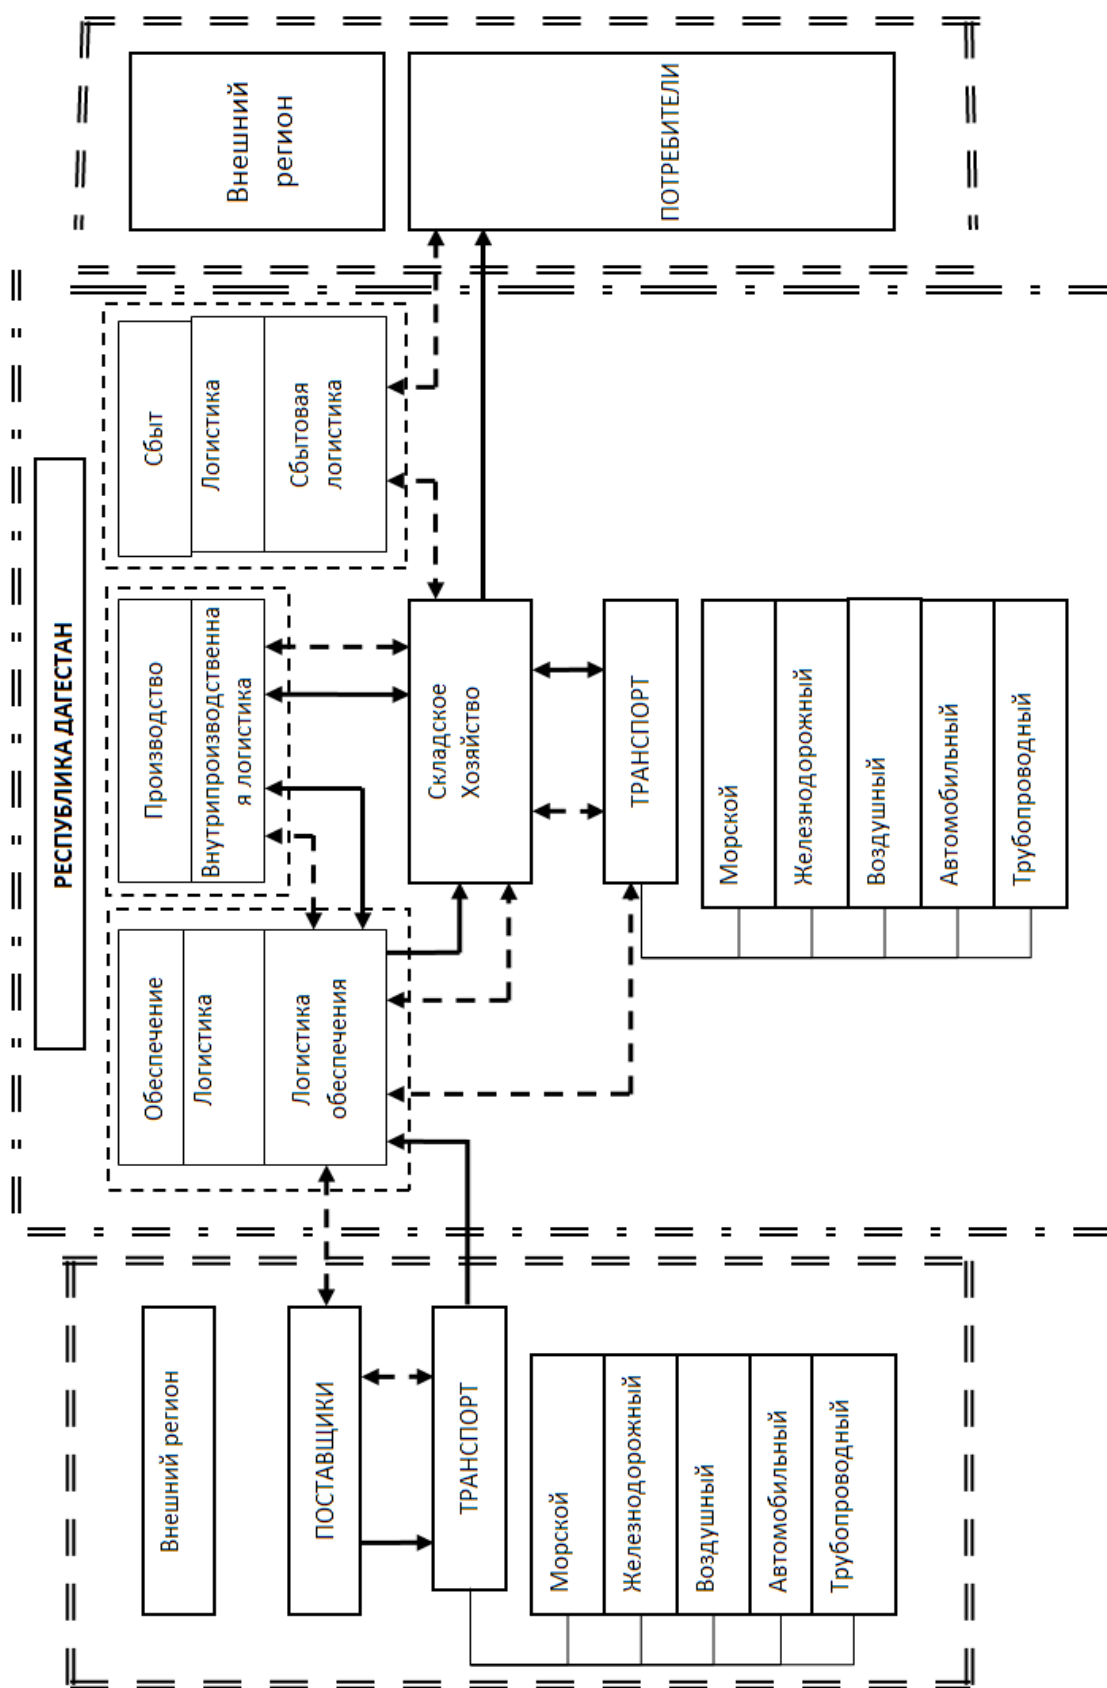 РЕСПУБЛИКА ДАГЕСТАН
Внешний регион
ПОСТАВЩИКИ
ТРАНСПОРТ
Морской
Железнодорожный
Воздушный
Автомобильный
Трубопроводный
Обеспечение
Логистика
Логистика
обеспечения
Производство
Внутрипроизводственна
я логистика
Сбыт
Логистика
Сбытовая
логистика
Складское
Хозяйство
ТРАНСПОРТ
Морской
Железнодорожный
Воздушный
Автомобильный
Трубопроводный
Внешний
регион
ПОТРЕБИТЕЛИ